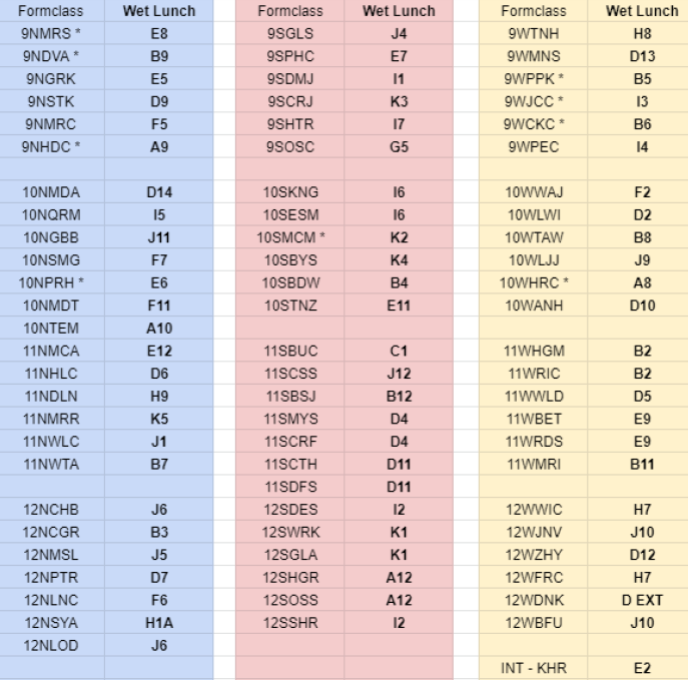 Formclass Wet Lunch Formclass Wet Lunch Formclass Wet Lunch
9NMRS * E8 9SGLS J4 9WTNH H8
9NDVA * B9 9SPHC E7 9WMNS D13
9NGRK E5 9SDMJ I1 9WPPK * B5
9NSTK D9 9SCRJ K3 9WJCC * I3
9NMRC F5 9SHTR I7 9WCKC * B6
9NHDC * A9 9SOSC G5 9WPEC I4
10NMDA D14 10SKNG I6 10WWAJ F2
10NQRM I5 10SESM I6 10WLWI D2
10NGBB J11 10SMCM * K2 10WTAW B8
10NSMG F7 10SBYS K4 10WLJJ J9
10NPRH * E6 10SBDW B4 10WHRC * A8
10NMDT F11 10STNZ E11 10WANH D10
10NTEM A10
11NMCA E12 11SBUC C1 11WHGM B2
11NHLC D6 11SCSS J12 11WRIC B2
11NDLN H9 11SBSJ B12 11WWLD D5
11NMRR K5 11SMYS D4 11WBET E9
11NWLC J1 11SCRF D4 11WRDS E9
11NWTA B7 11SCTH D11 11WMRI B11
11SDFS D11
12NCHB J6 12SDES I2 12WWIC H7
12NCGR B3 12SWRK K1 12WJNV J10
12NMSL J5 12SGLA K1 12WZHY D12
12NPTR D7 12SHGR A12 12WFRC H7
12NLNC F6 12SOSS A12 12WDNK D EXT
12NSYA H1A 12SSHR I2 12WBFU J10
12NLOD J6
INT - KHR E2